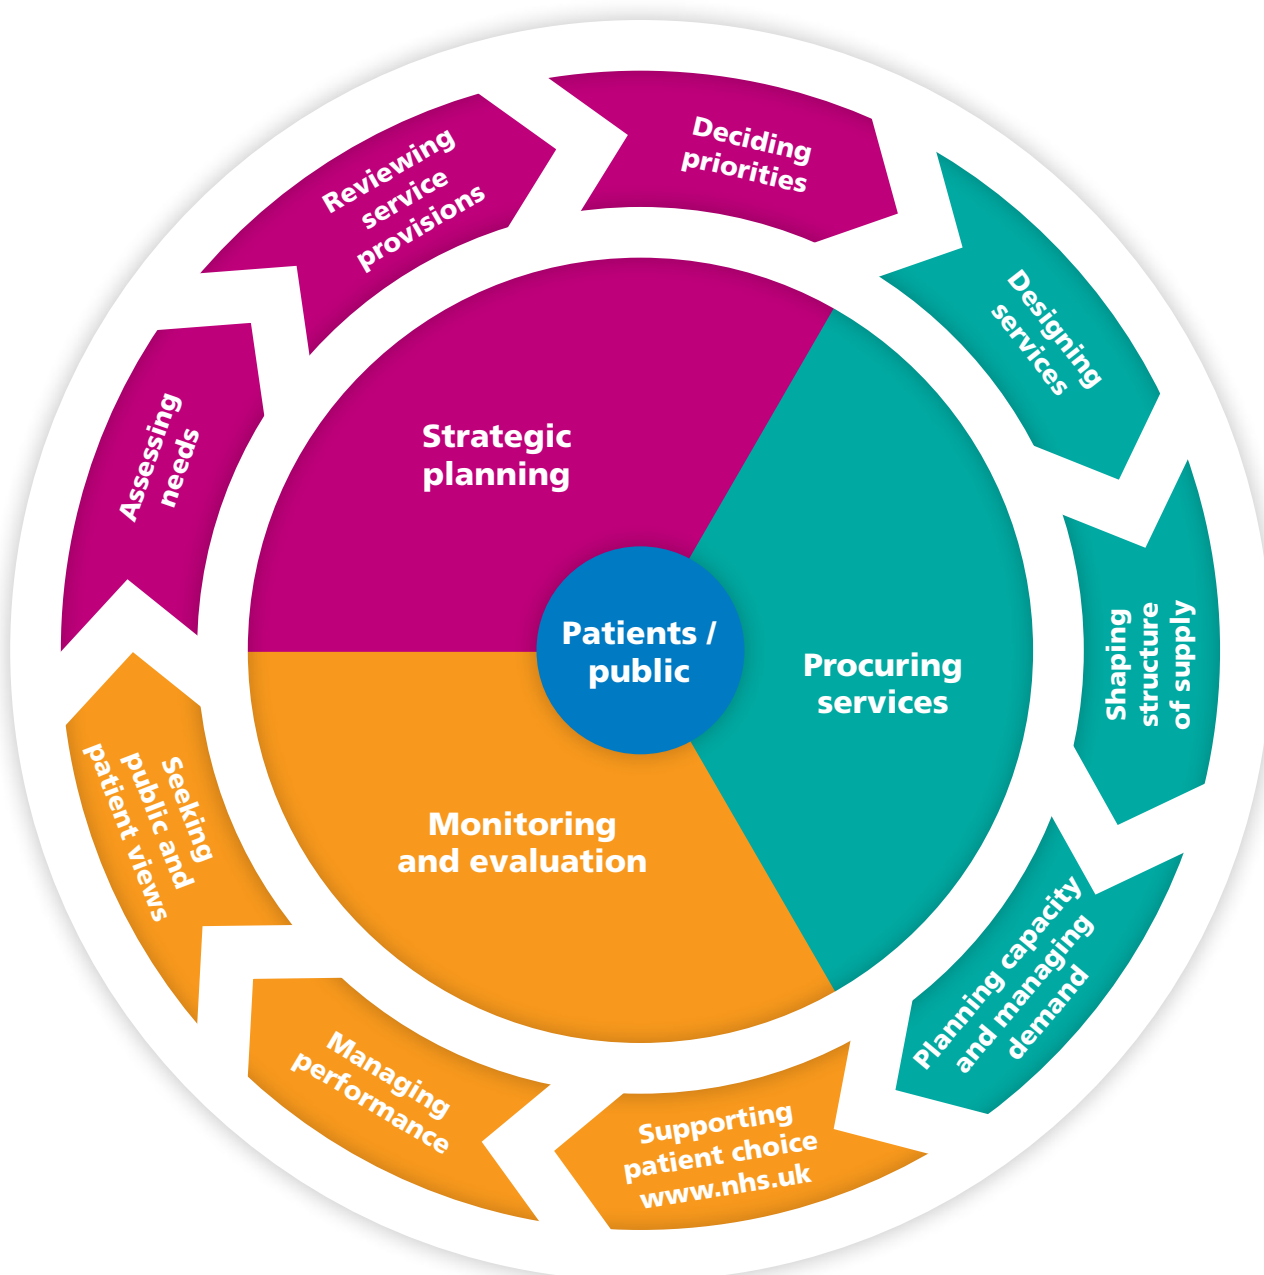 Deciding
priorities
Designing
services
Shaping
structure
of supply
Planning capacity
and managing
demand
Supporting
patient choice
www.nhs.uk
Managing
performance
Seeking
public and
patient views
Assessing
needs
Reviewing
service
provisions
Strategic
planning
Procuring
services
Monitoring
and evaluation
Patients /
public